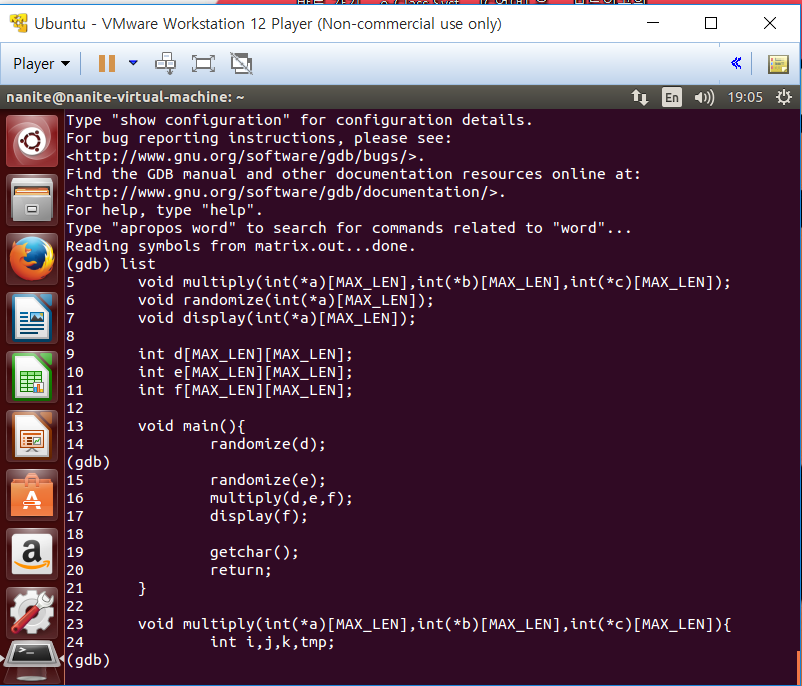 Ubuntu - VMware Workstation 12 Player (Non-commercial use only)
Player
nanite@nanite-virtual-machine: ~
En
19:05
Type "show configuration" for configuration details.
For bug reporting instructions, please see:
<http://www.gnu.org/software/gdb/bugs/>.
Find the GDB manual and other documentation resources online at:
<http://www.gnu.org/software/gdb/documentation/>.
For help, type "help".
Type "apropos word" to search for commands related to "word"...
Reading symbols from matrix.out...done.
(gdb) list
5       void multiply(int(*a)[MAX_LEN],int(*b)[MAX_LEN],int(*c)[MAX_LEN]);
6       void randomize(int(*a)[MAX_LEN]);
7       void display(int(*a)[MAX_LEN]);
8
9       int d[MAX_LEN][MAX_LEN];
10      int e[MAX_LEN][MAX_LEN];
11      int f[MAX_LEN][MAX_LEN];
12
13      void main(){
14              randomize(d);
(gdb)
15              randomize(e);
16              multiply(d,e,f);
17              display(f);
18
19              getchar();
20              return;
21      }
22
23      void multiply(int(*a)[MAX_LEN],int(*b)[MAX_LEN],int(*c)[MAX_LEN]){
24              int i,j,k,tmp;
(gdb)